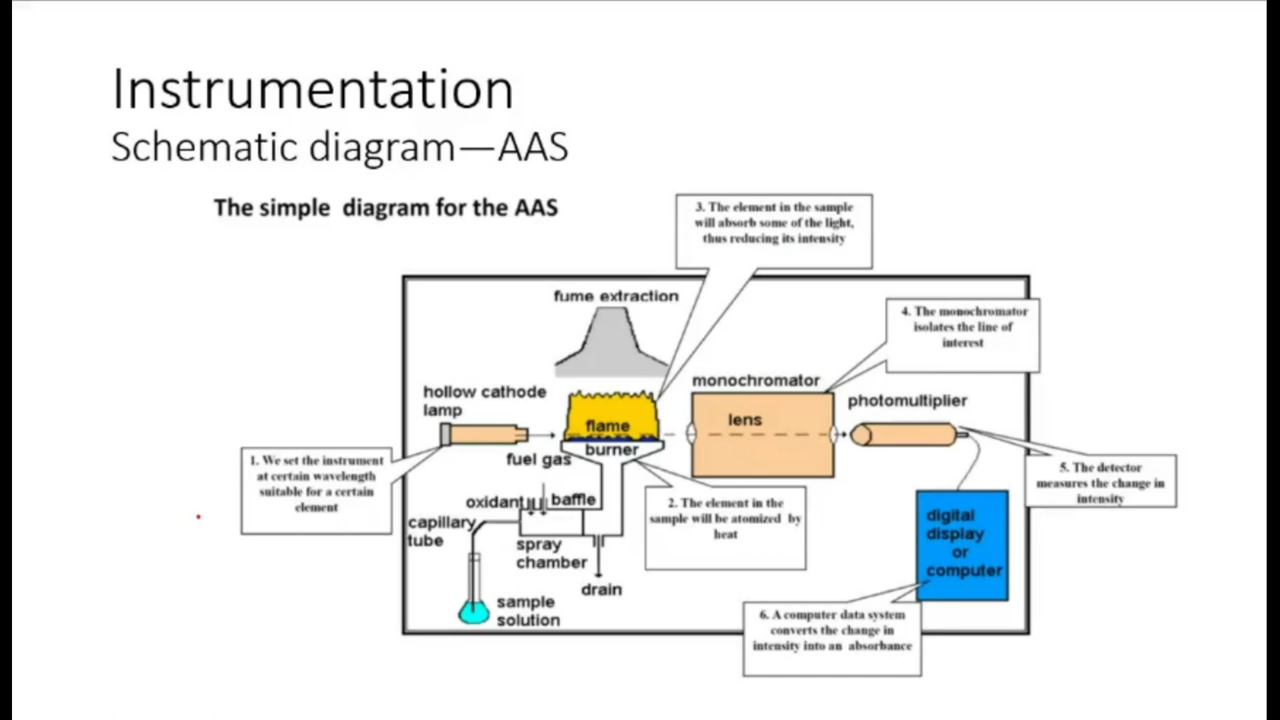 Instrumentation
Schematic diagram—AAS
The simple diagram for the AAS
3. The element in the sample
will absorb some of the light,
thus reducing its intensity
fume extraction
4. The monochromator
isolates the line of
interest
hollow cathode
lamp
monochromator
lens
photomultiplier
flame
burner
fuel gas
1. We set the instrument
at certain wavelength
suitable for a certain
element
5. The detector
measures the change in
intensity
oxidant
baffle
2. The element in the
sample will be atomized by
heat
capillary
tube
spray
chamber
drain
digital
display
or
computer
sample
solution
6. A computer data system
converts the change in
intensity into an absorbance